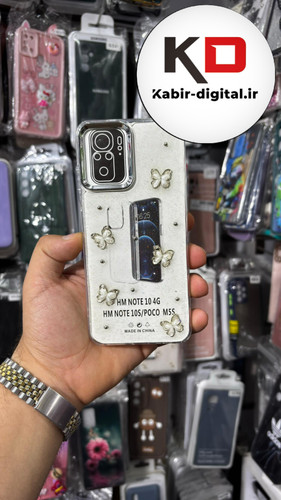 KD
Kabir-digital.ir
HM NOTE 10 4G
HM NOTE 10S/POCO M5S
MADE IN CHINA